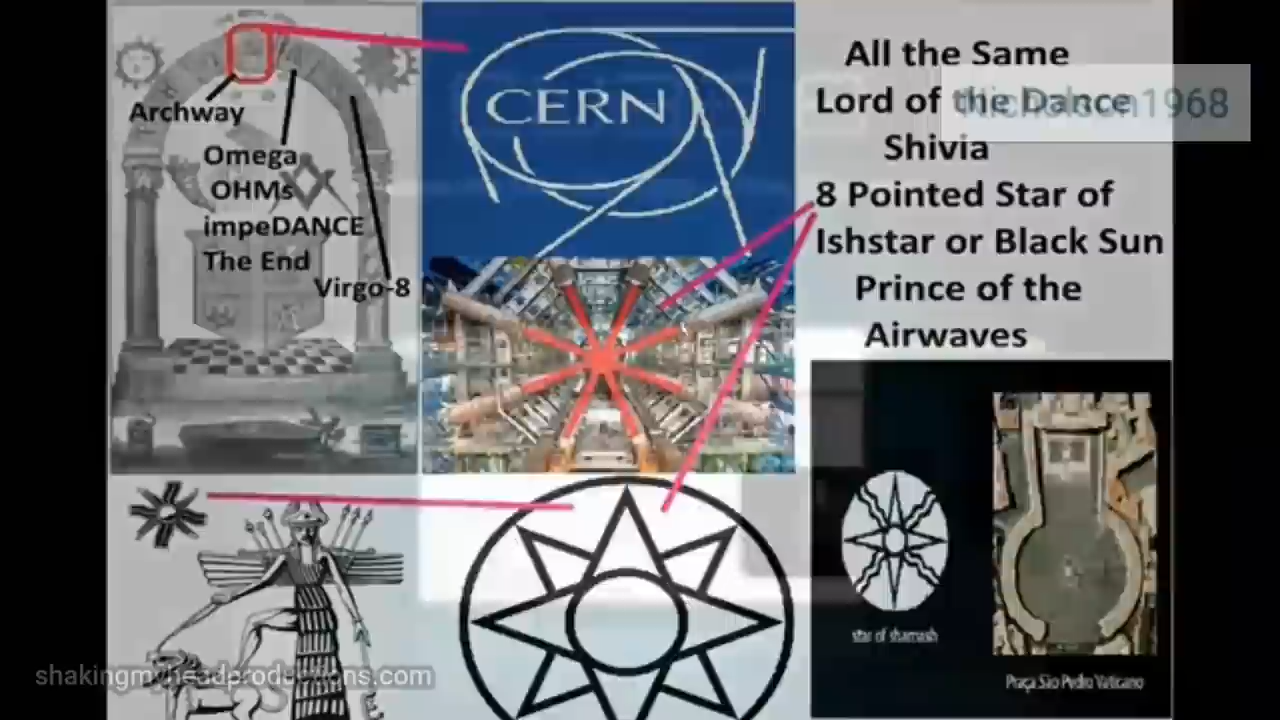 Archway
Omega
OHMs
impeDANCE
The End
Virgo-8
CERN
All the Same
Lord of the Dance
Shivia
8 Pointed Star of
Ishstar or Black Sun
Prince of the
Airwaves
1968
star of shamash
Praça São Pedro Vaticano
shakingmyheadproductions.com